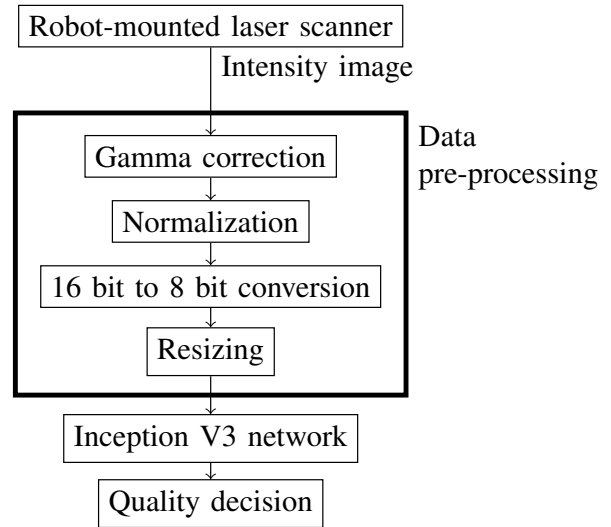 Robot-mounted laser scanner
Intensity image
Data
pre-processing
Gamma correction
Normalization
16 bit to 8 bit conversion
Resizing
Inception V3 network
Quality decision